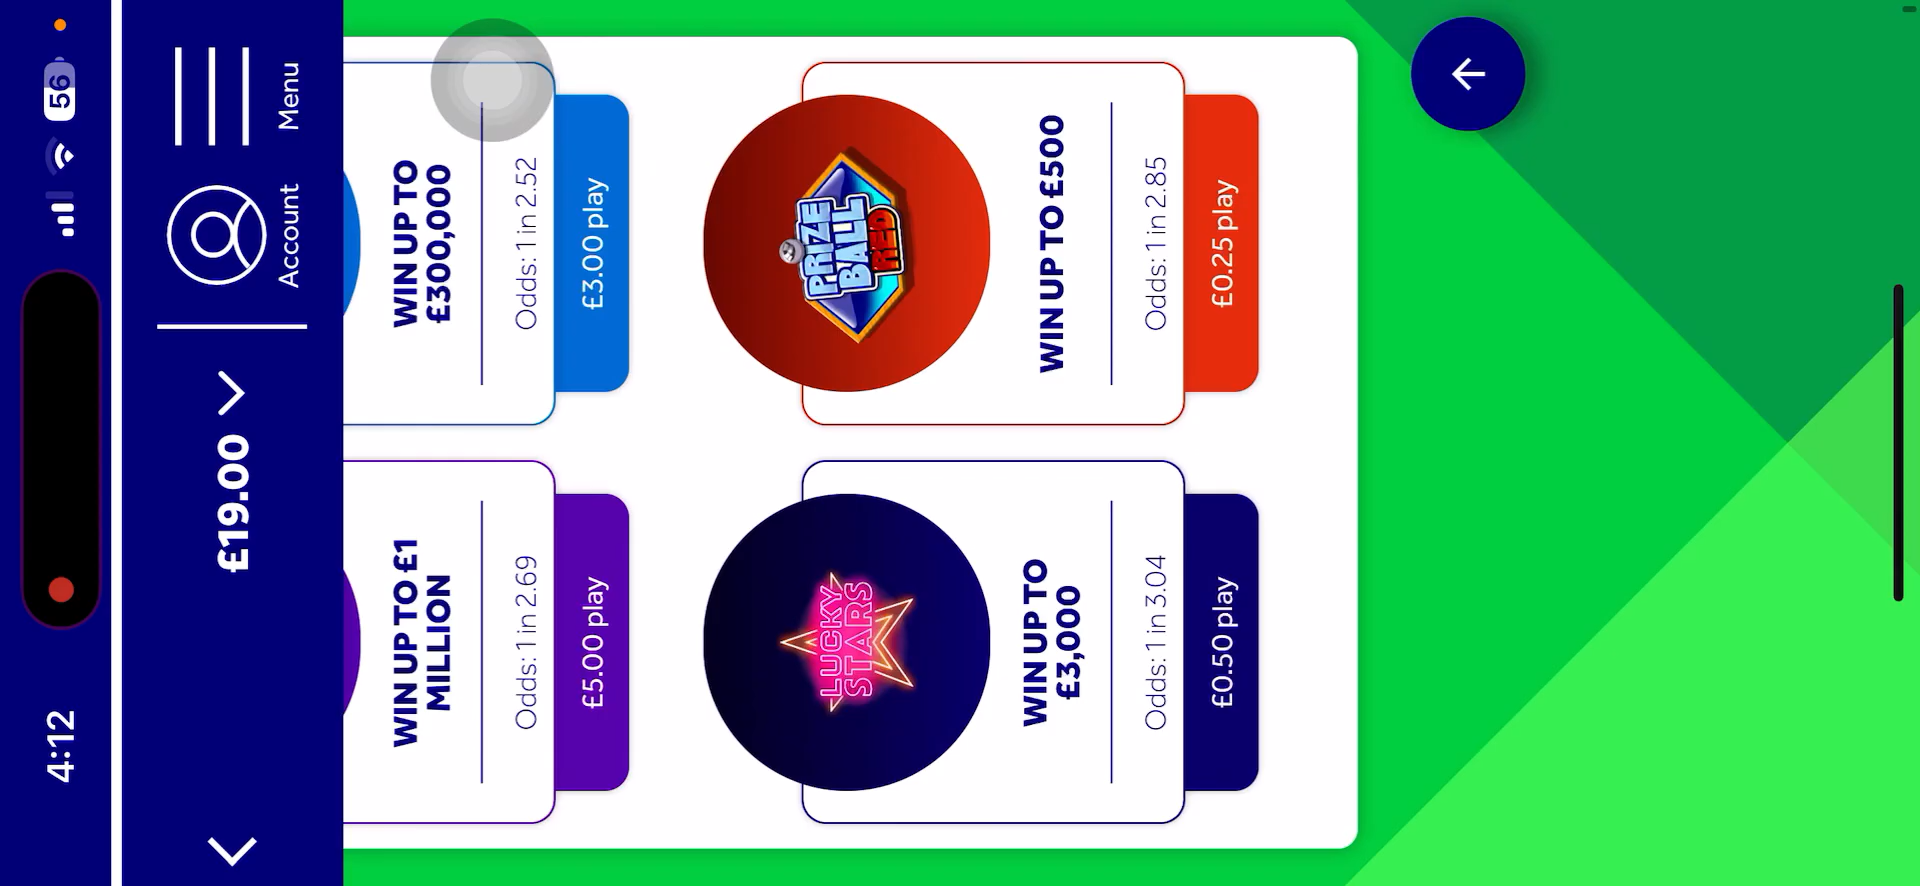 4:12
56
£19.00
Account
Menu
WIN UP TO £1
MILLION
Odds: 1 in 2.69
£5.00 play
WIN UP TO
£300,000
Odds: 1 in 2.52
£3.00 play
LUCKY
STARS
WIN UP TO
£3,000
Odds: 1 in 3.04
£0.50 play
PRIZE
BALL
RED
WIN UP TO £500
Odds: 1 in 2.85
£0.25 play